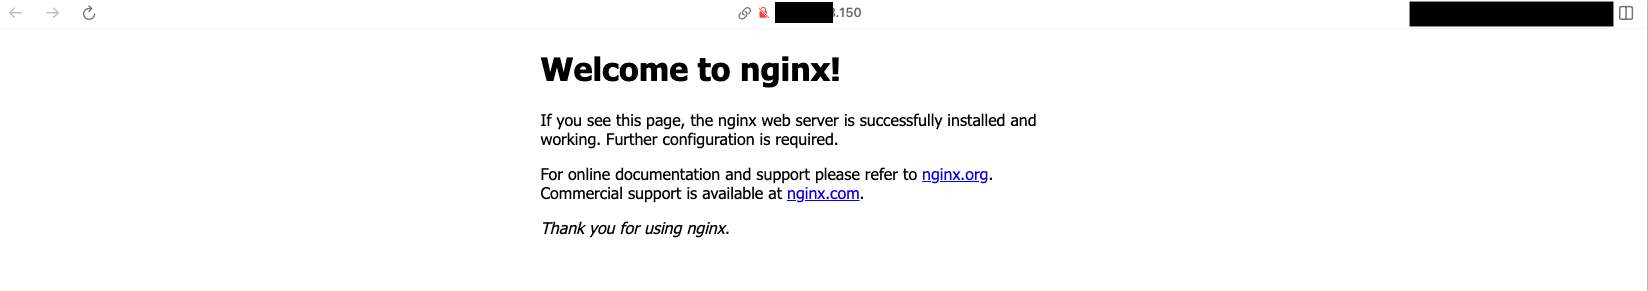 .150
Welcome to nginx!
If you see this page, the nginx web server is successfully installed and
working. Further configuration is required.
For online documentation and support please refer to nginx.org.
Commercial support is available at nginx.com.
Thank you for using nginx.